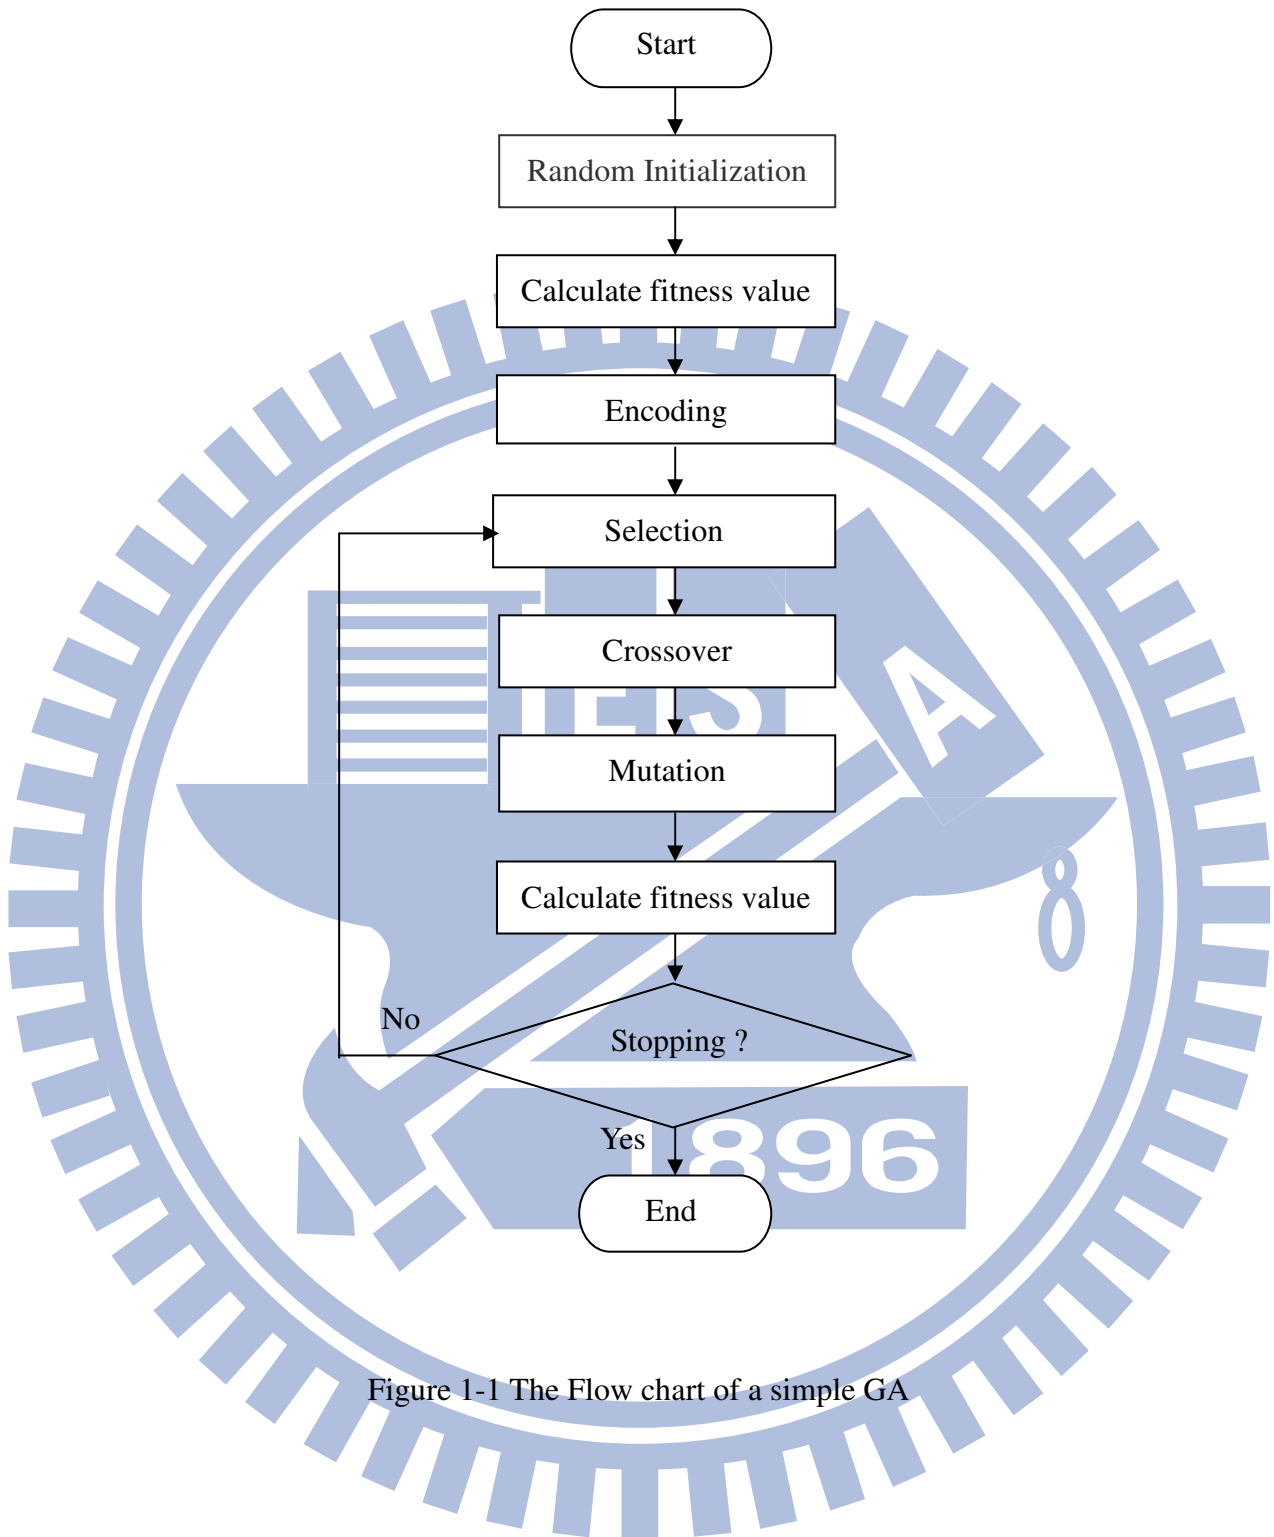 Start
Random Initialization
Calculate fitness value
Encoding
Selection
Crossover
E S
A
Mutation
8
Calculate fitness value
No
Stopping ?
Yes
1896
End
Figure 1-1 The Flow chart of a simple GA